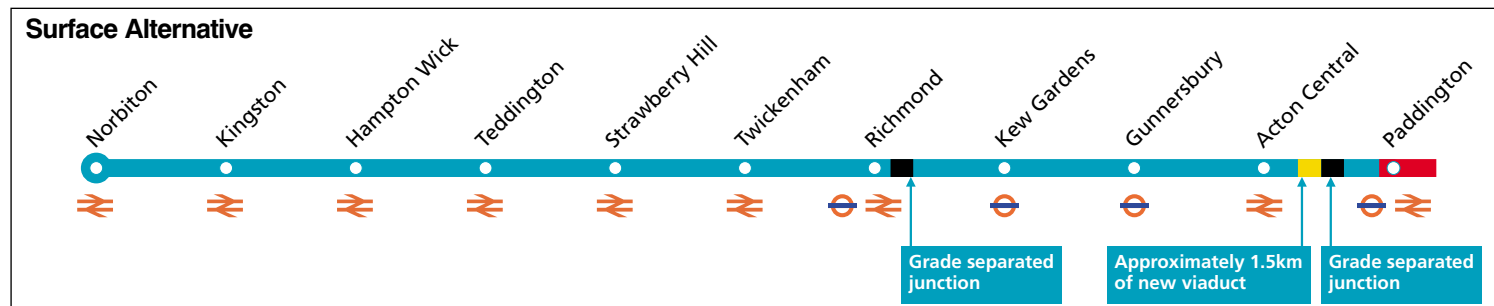 Surface Alternative
Norbiton
Kingston
Hampton Wick
Teddington
Strawberry Hill
Twickenham
Richmond
Kew Gardens
Gunnersbury
Acton Central
Paddington
Grade separated
junction
Approximately 1.5km
of new viaduct
Grade separated
junction